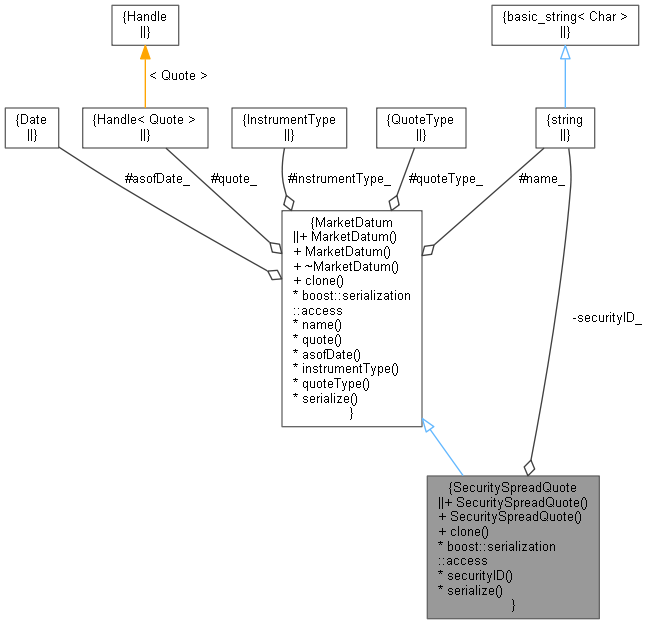 {Handle
||}
{basic_string< Char >
||}
< Quote >
{Date
||}
{Handle< Quote >
||}
{InstrumentType
||}
{QuoteType
||}
{string
||}
#asofDate_
#quote_
#instrumentType_
#quoteType_
#name_
{MarketDatum
||+ MarketDatum()
+ MarketDatum()
+ ~MarketDatum()
+ clone()
* boost::serialization
::access
* name()
* quote()
* asofDate()
* instrumentType()
* quoteType()
* serialize()
}
-securityID_
{SecuritySpreadQuote
||+ SecuritySpreadQuote()
+ SecuritySpreadQuote()
+ clone()
* boost::serialization
::access
* securityID()
* serialize()
}